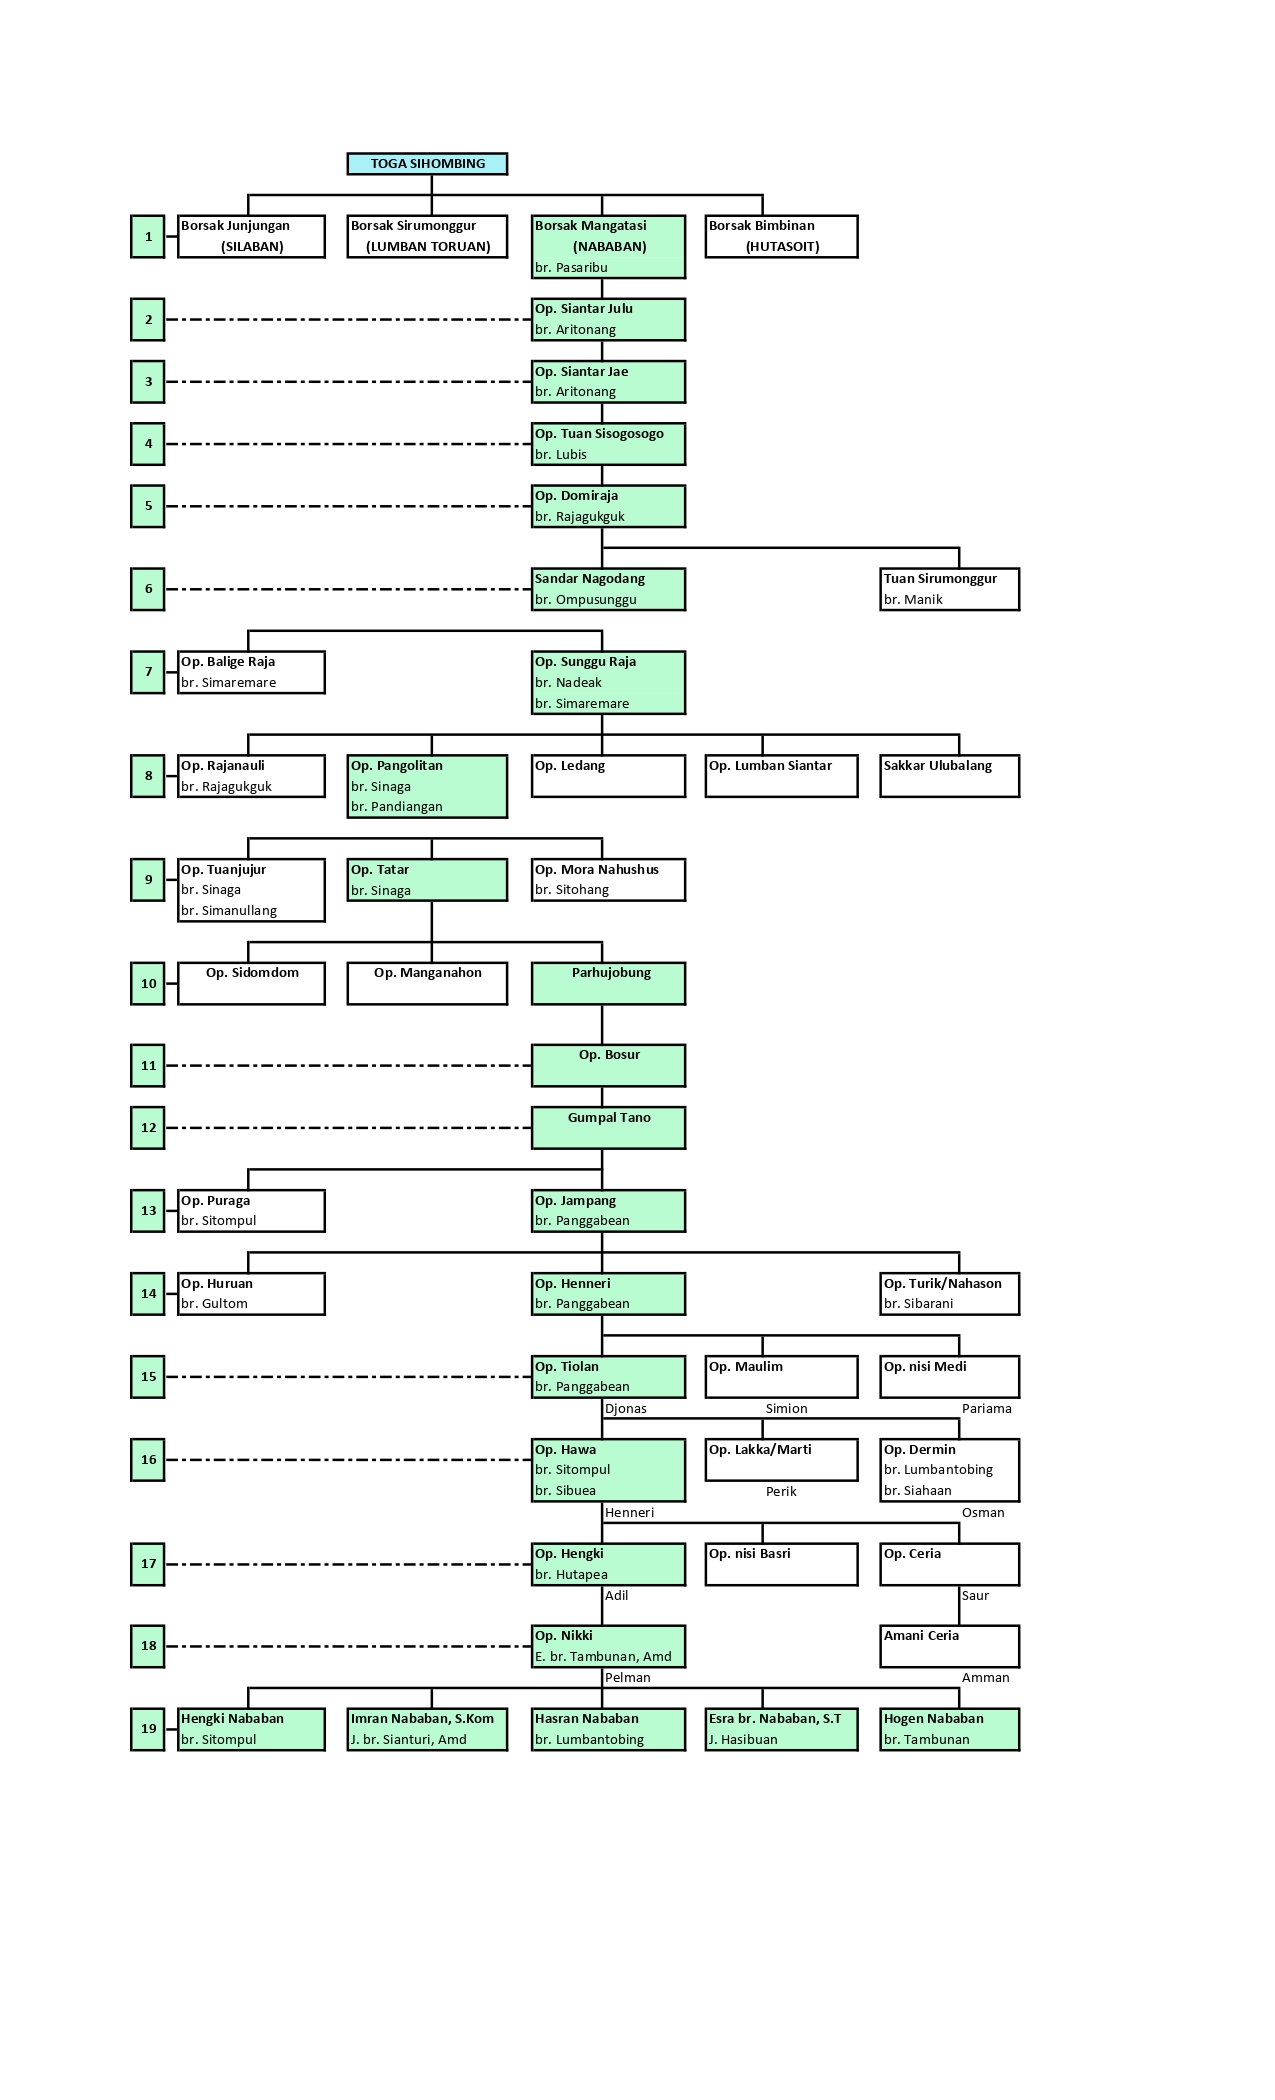 TOGA SIHOMBING
1
Borsak Junjungan
(SILABAN)
Borsak Sirumonggur
(LUMBAN TORUAN)
Borsak Mangatasi
(NABABAN)
br. Pasaribu
Borsak Bimbinan
(HUTASOIT)
2
Op. Siantar Julu
br. Aritonang
3
Op. Siantar Jae
br. Aritonang
4
Op. Tuan Sisogosogo
br. Lubis
5
Op. Domiraja
br. Rajagukguk
6
Sandar Nagodang
br. Ompusunggu
Tuan Sirumonggur
br. Manik
7
Op. Balige Raja
br. Simaremare
Op. Sunggu Raja
br. Nadeak
br. Simaremare
8
Op. Rajanauli
br. Rajagukguk
Op. Pangolitan
br. Sinaga
br. Pandiangan
Op. Ledang
Op. Lumban Siantar
Sakkar Ulubalang
9
Op. Tuanjujur
br. Sinaga
br. Simanullang
Op. Tatar
br. Sinaga
Op. Mora Nahushus
br. Sitohang
10
Op. Sidomdom
Op. Manganahon
Parhujobung
11
Op. Bosur
12
Gumpal Tano
13
Op. Puraga
br. Sitompul
Op. Jampang
br. Panggabean
14
Op. Huruan
br. Gultom
Op. Henneri
br. Panggabean
Op. Turik/Nahason
br. Sibarani
15
Op. Tiolan
br. Panggabean
Op. Maulim
Op. nisi Medi
Djonas
Simion
Pariama
16
Op. Hawa
br. Sitompul
br. Sibuea
Op. Lakka/Marti
Perik
Op. Dermin
br. Lumbantobing
br. Siahaan
Henneri
Osman
17
Op. Hengki
br. Hutapea
Op. nisi Basri
Op. Ceria
Adil
Saur
18
Op. Nikki
E. br. Tambunan, Amd
Amani Ceria
Pelman
Amman
19
Hengki Nababan
br. Sitompul
Imran Nababan, S.Kom
J. br. Sianturi, Amd
Hasran Nababan
br. Lumbantobing
Esra br. Nababan, S.T
J. Hasibuan
Hogen Nababan
br. Tambunan